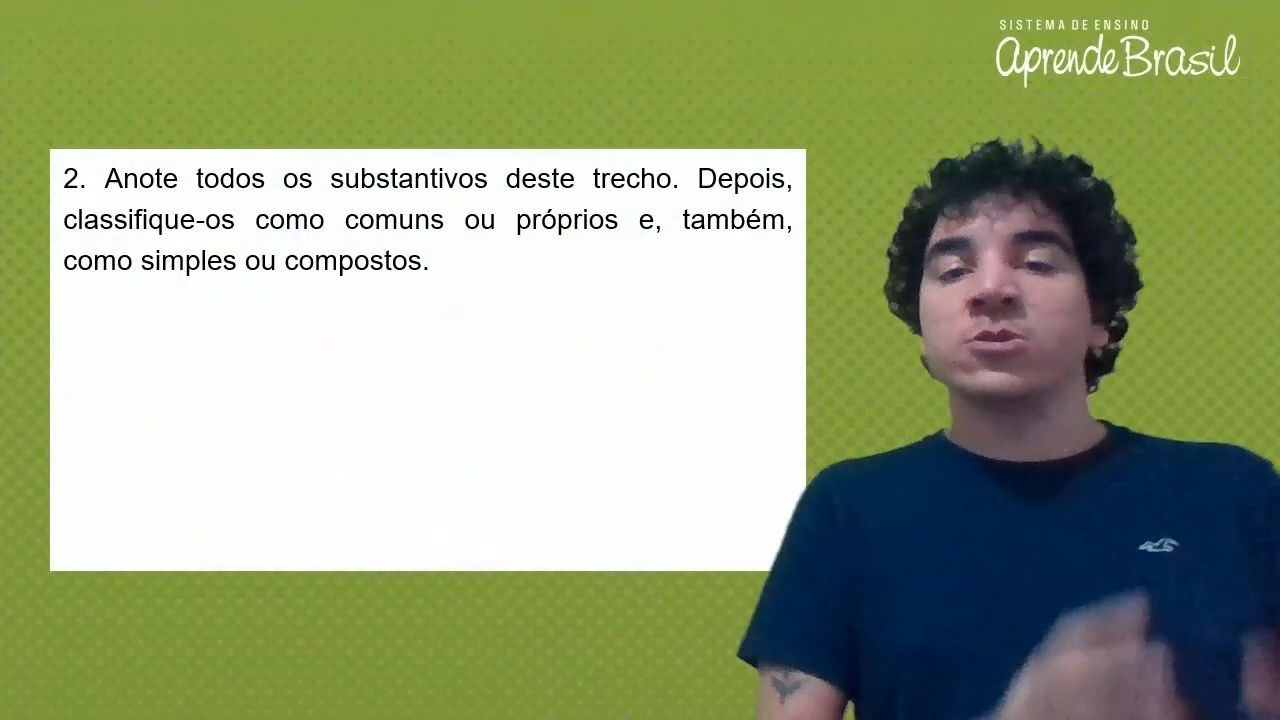 SISTEMA DE ENSINO
aprende Brasil
2. Anote todos os substantivos deste trecho. Depois,
classifique-os como comuns ou próprios e, também,
como simples ou compostos.